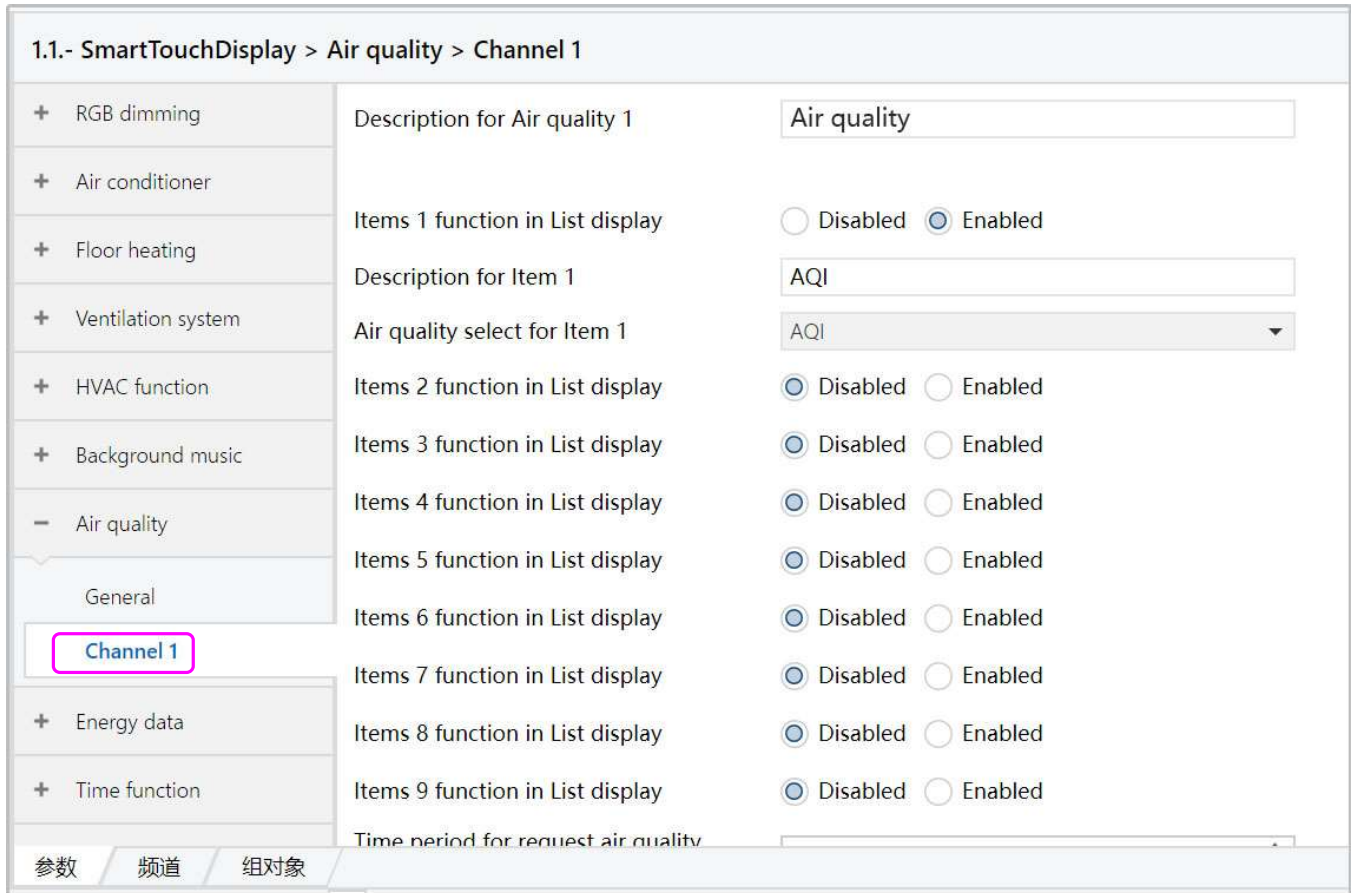 1.1.- SmartTouchDisplay > Air quality > Channel 1
RGB dimming
Air conditioner
Floor heating
Ventilation system
HVAC function
Background music
Air quality
General
Channel 1
Energy data
Time function
Description for Air quality 1 Air quality
Items 1 function in List display Disabled Enabled
Description for Item 1 AQI
Air quality select for Item 1 AQI
Items 2 function in List display Disabled Enabled
Items 3 function in List display Disabled Enabled
Items 4 function in List display Disabled Enabled
Items 5 function in List display Disabled Enabled
Items 6 function in List display Disabled Enabled
Items 7 function in List display Disabled Enabled
Items 8 function in List display Disabled Enabled
Items 9 function in List display Disabled Enabled
Time period for request air quality
参数 频道 组对象